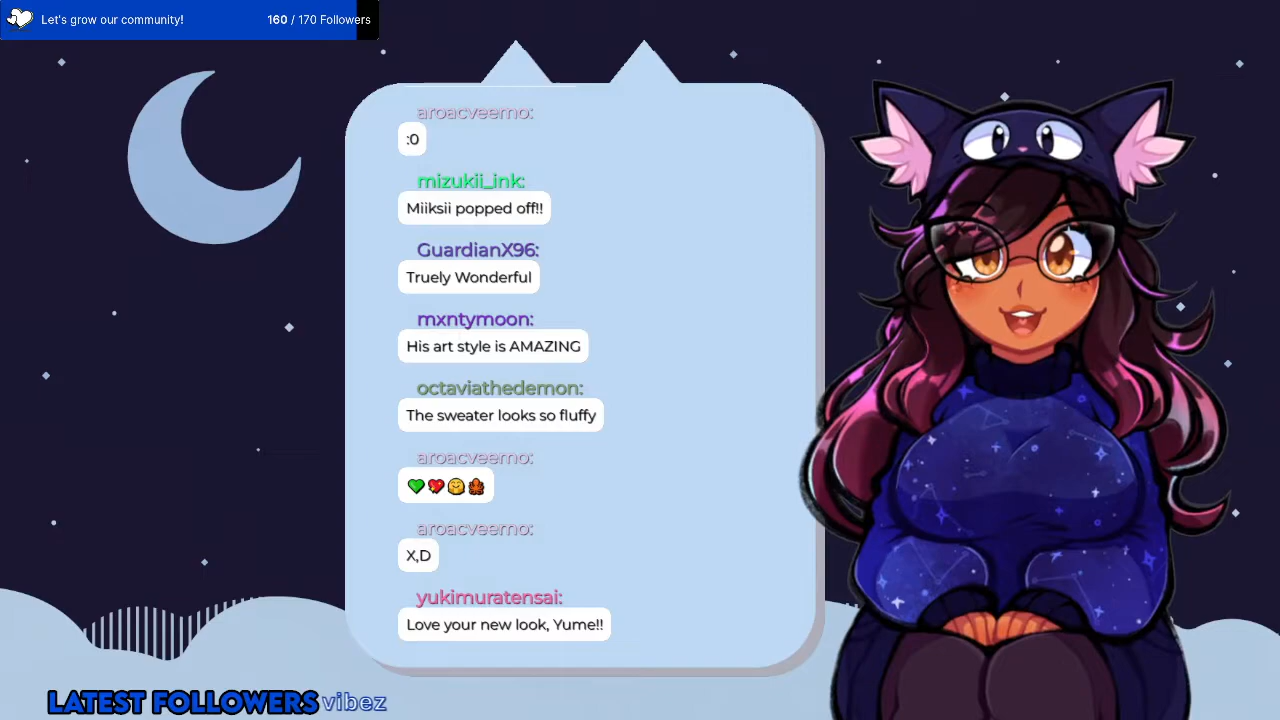 Let's grow our community!
160 / 170 Followers
aroacveemo:
:0
mizukii_ink:
Miiksii popped off!!
GuardianX96:
Truely Wonderful
mxntymoon:
His art style is AMAZING
octaviathedemon:
The sweater looks so fluffy
aroacveemo:
💚💖🤗🐙
aroacveemo:
X,D
yukimuratensai:
Love your new look, Yume!!
LATEST FOLLOWERS vibez